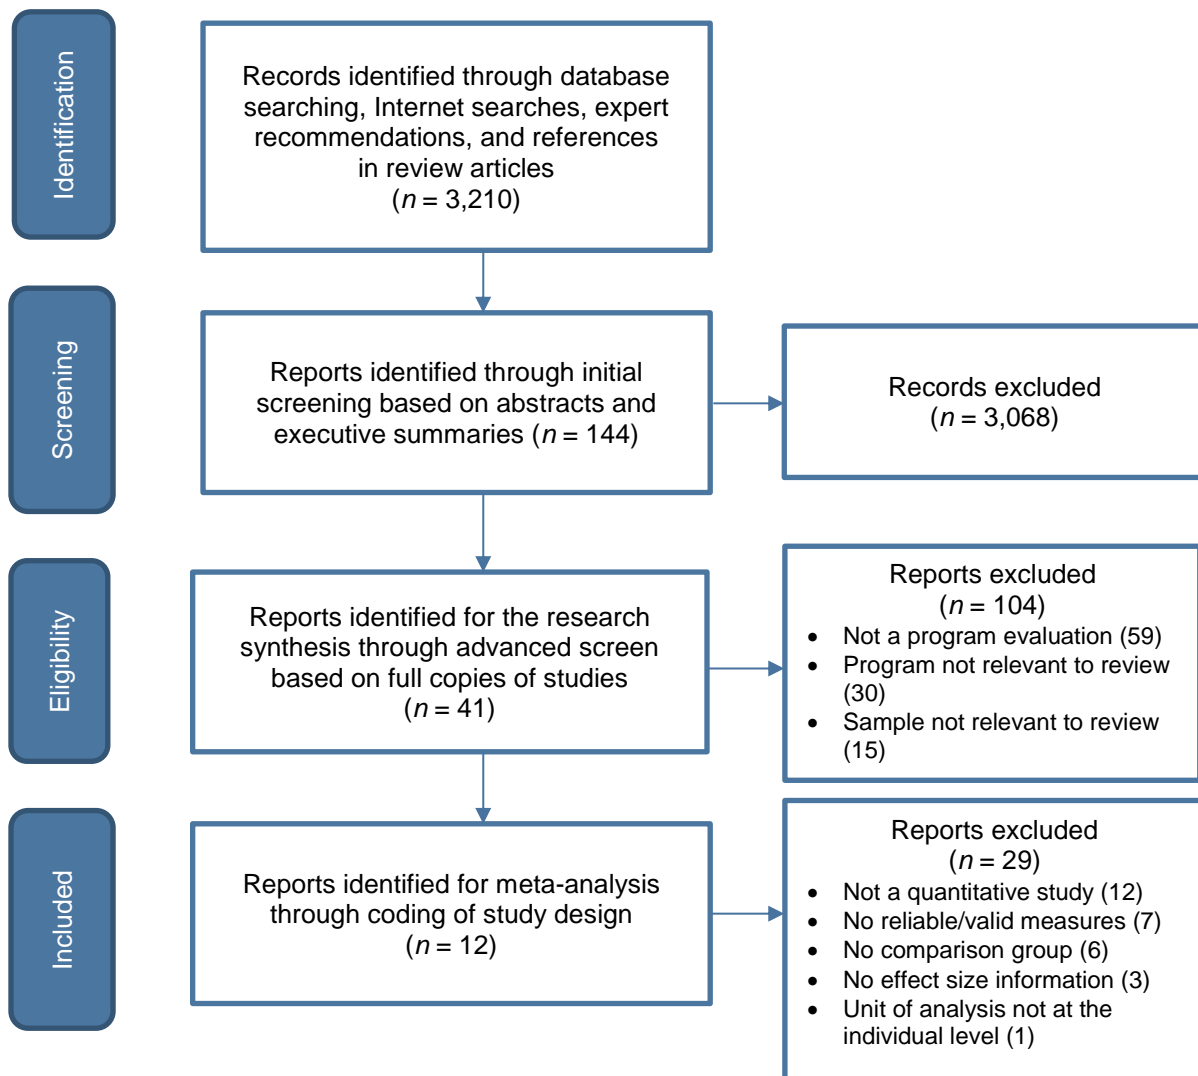 Identification
Records identified through database
searching, Internet searches, expert
recommendations, and references
in review articles
(n = 3,210)
Screening
Reports identified through initial
screening based on abstracts and
executive summaries (n = 144)
Records excluded
(n = 3,068)
Eligibility
Reports identified for the research
synthesis through advanced screen
based on full copies of studies
(n = 41)
Reports excluded
(n = 104)
• Not a program evaluation (59)
• Program not relevant to review
(30)
• Sample not relevant to review
(15)
Included
Reports identified for meta-analysis
through coding of study design
(n = 12)
Reports excluded
(n = 29)
• Not a quantitative study (12)
• No reliable/valid measures (7)
• No comparison group (6)
• No effect size information (3)
• Unit of analysis not at the
individual level (1)